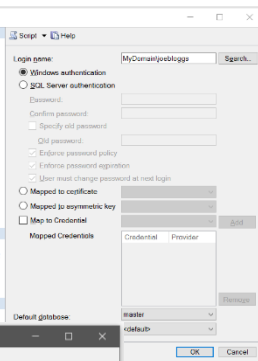 Script Help
Login name: MyDomain\joebloggs Search...
Windows authentication
SQL Server authentication
Password:
Confirm password:
Specify old password
Old password:
Enforce password policy
Enforce password expiration
User must change password at next login
Mapped to certificate
Mapped to asymmetric key
Map to Credential Add
Mapped Credentials Credential Provider
Remove
Default database: master
<default>
OK Cancel